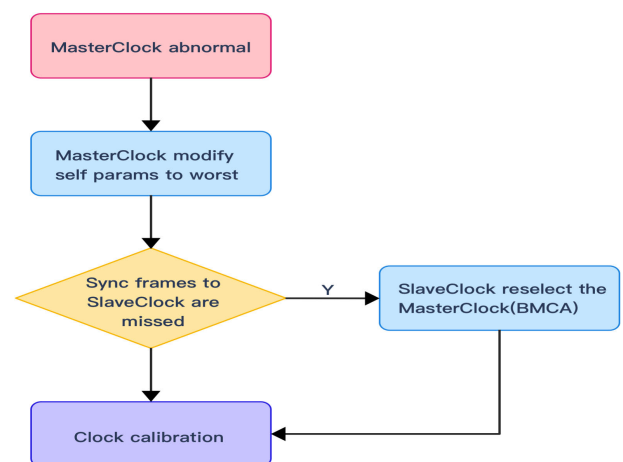 MasterClock abnormal
MasterClock modify
self params to worst
Sync frames to
SlaveClock are
missed
Y
SlaveClock reselect the
MasterClock(BMCA)
Clock calibration